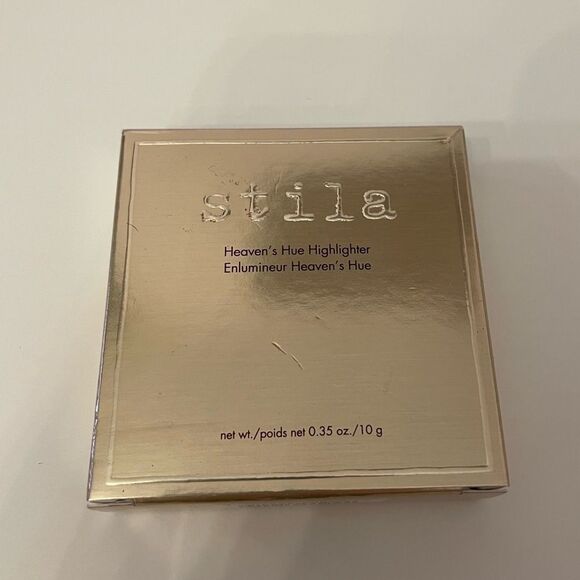 stila
Heaven's Hue Highlighter
Enlumineur Heaven's Hue
net wt./poids net 0.35 oz./10 g